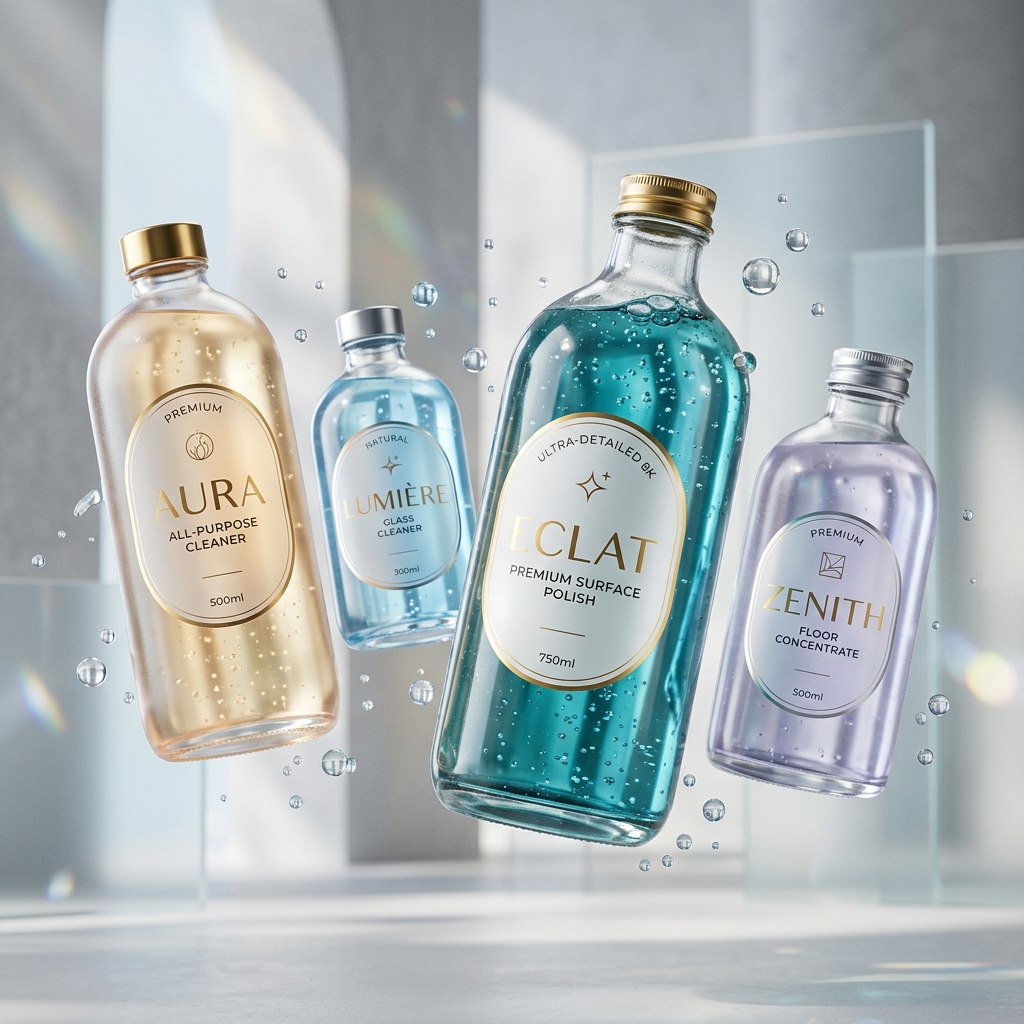 PREMIUM
AURA
ALL-PURPOSE
CLEANER
500ml
NATURAL
LUMIÈRE
GLASS
CLEANER
300ml
ULTRA-DETAILED 8K
ECLAT
PREMIUM SURFACE
POLISH
750ml
PREMIUM
ZENITH
FLOOR
CONCENTRATE
500ml